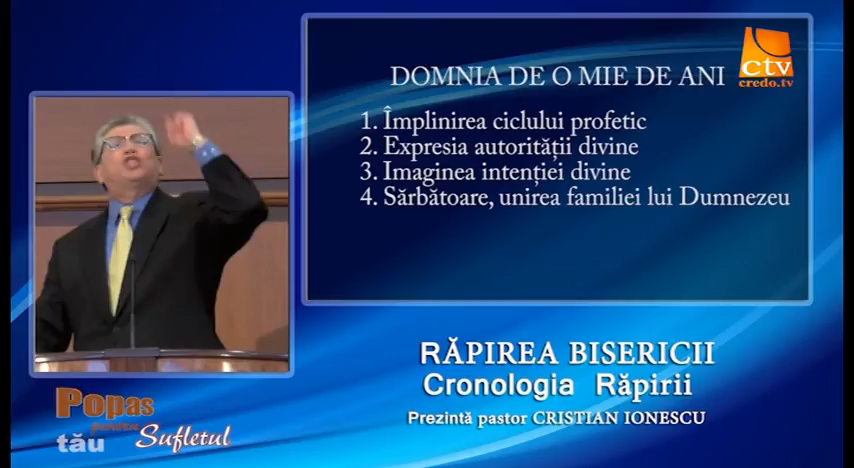 ctv
credo.tv
DOMNIA DE O MIE DE ANI
1. Împlinirea ciclului profetic
2. Expresia autorității divine
3. Imaginea intenției divine
4. Sărbătoare, unirea familiei lui Dumnezeu
RĂPIREA BISERICII
Cronologia Răpirii
Prezintă pastor CRISTIAN IONESCU
Popas
pentru
Sufletul
tău